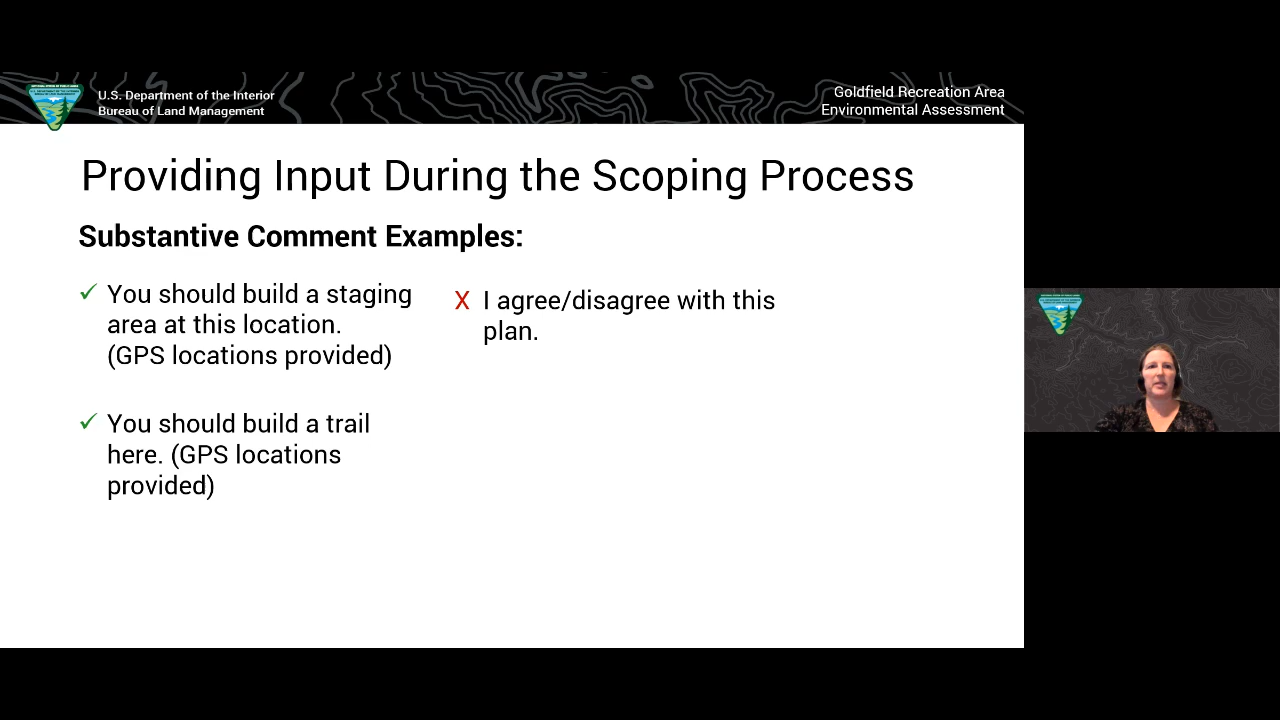 U.S. Department of the Interior
Bureau of Land Management
Goldfield Recreation Area
Environmental Assessment
Providing Input During the Scoping Process
Substantive Comment Examples:
✓ You should build a staging
area at this location.
(GPS locations provided)
✓ You should build a trail
here. (GPS locations
provided)
X I agree/disagree with this
plan.